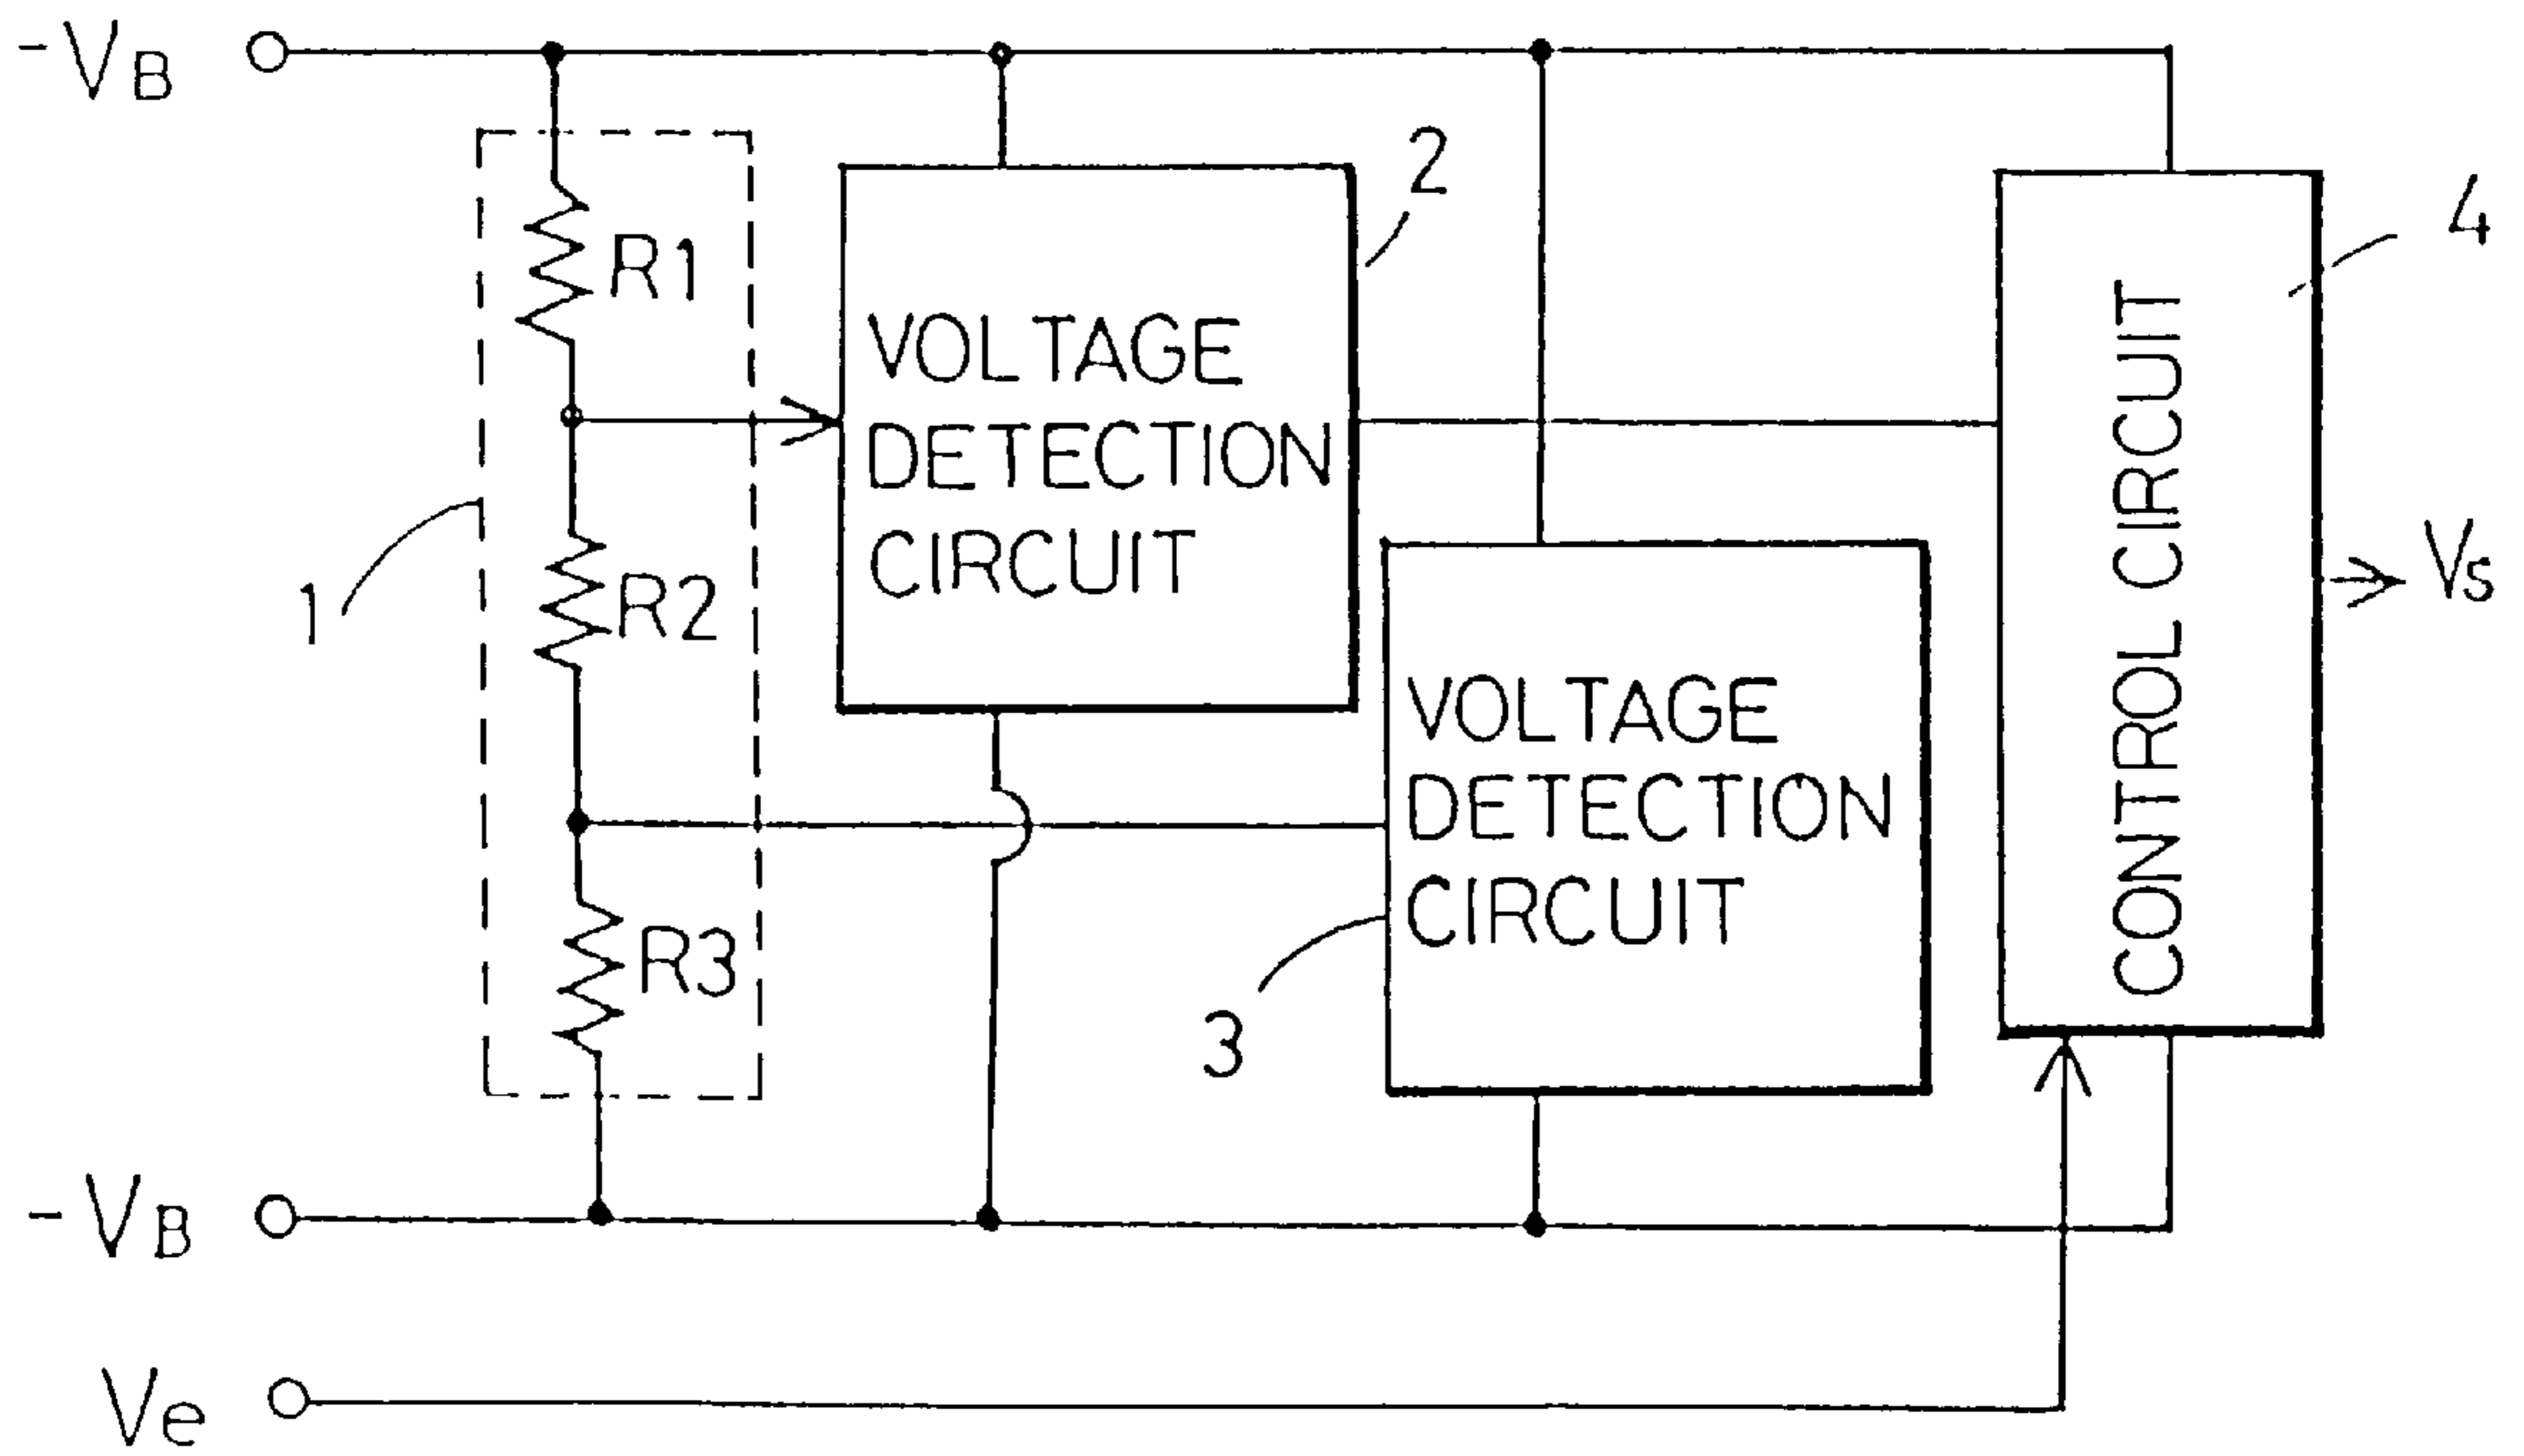 -VB
2
4
R1
VOLTAGE
DETECTION
CIRCUIT
CONTROL CIRCUIT
1
R2
Vs
VOLTAGE
DETECTION
CIRCUIT
R3
3
-VB
Ve